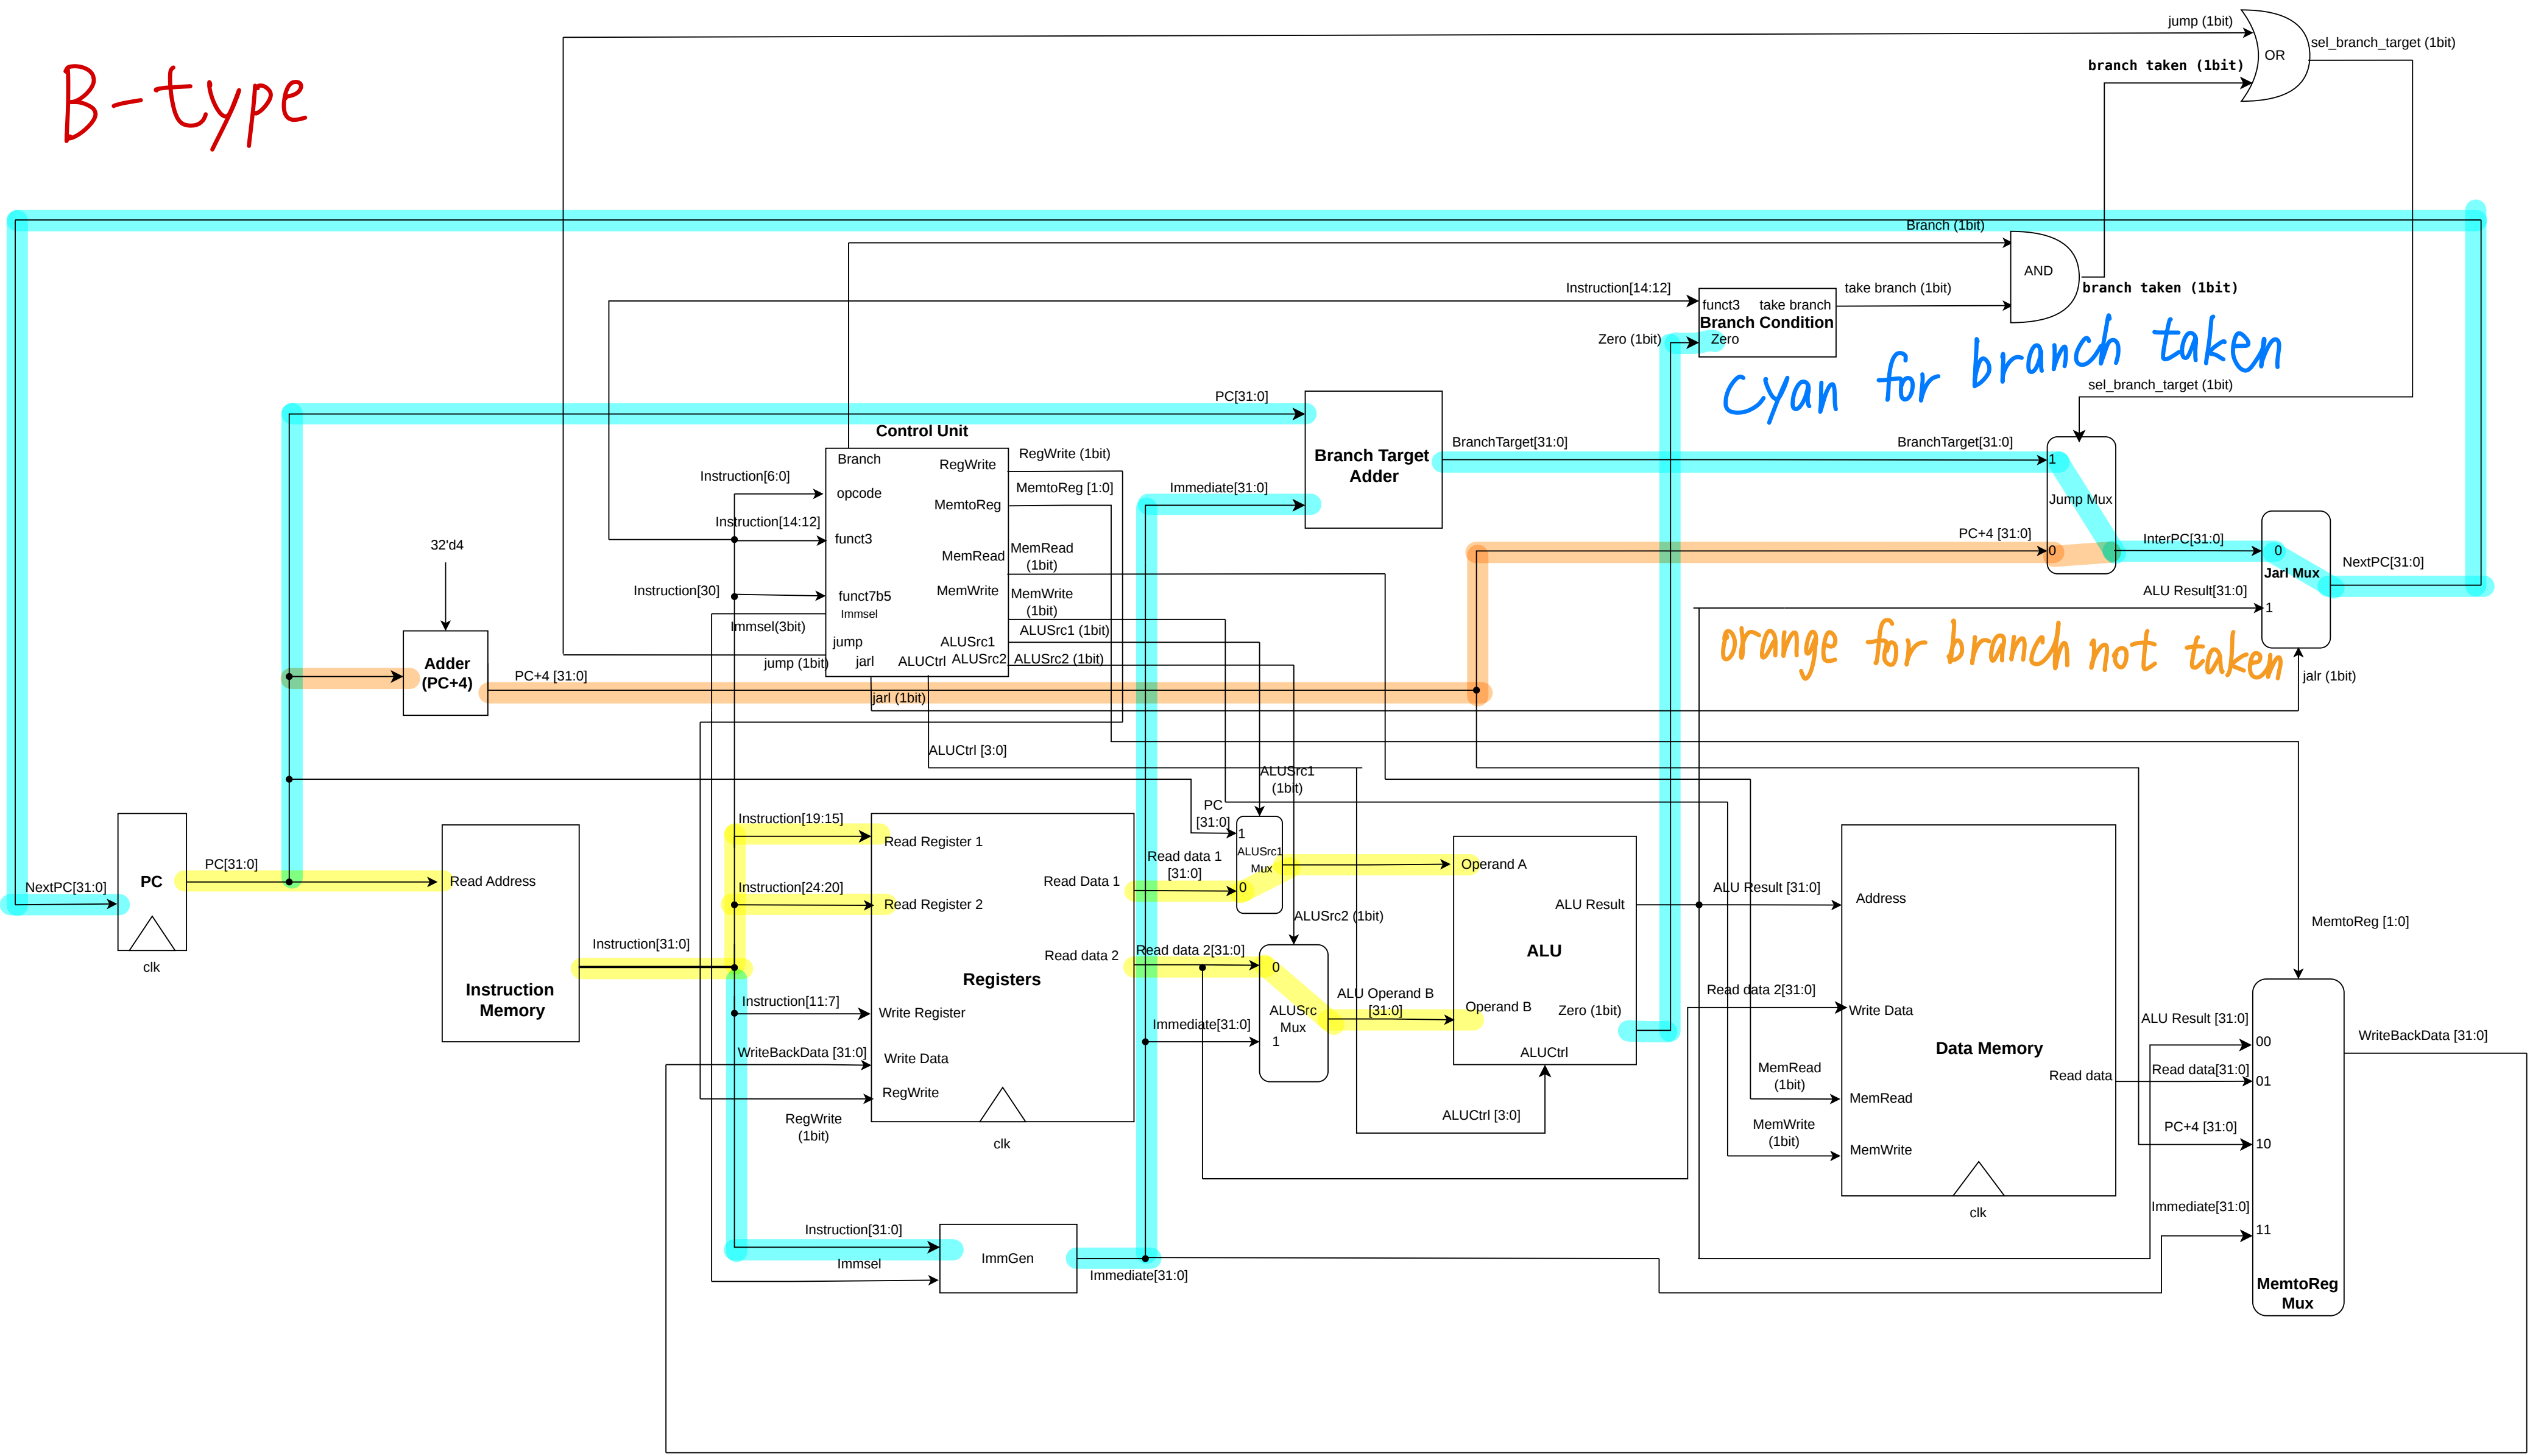 jump (1bit)
OR
sel_branch_target (1bit)
branch taken (1bit)
B-type
Branch (1bit)
AND
branch taken (1bit)
Instruction[14:12]
funct3
take branch
take branch (1bit)
Branch Condition
Zero (1bit)
Zero
cyan for branch taken
sel_branch_target (1bit)
PC[31:0]
Control Unit
Branch Target
Adder
BranchTarget[31:0]
BranchTarget[31:0]
1
Jump Mux
0
Branch
RegWrite
RegWrite (1bit)
Instruction[6:0]
opcode
MemtoReg
MemtoReg [1:0]
Immediate[31:0]
Instruction[14:12]
funct3
MemRead
MemRead
(1bit)
PC+4 [31:0]
InterPC[31:0]
0
Jarl Mux
1
NextPC[31:0]
32'd4
Instruction[30]
funct7b5
MemWrite
MemWrite
(1bit)
ALU Result[31:0]
Immsel
Immsel(3bit)
ALUSrc1 (1bit)
jump
ALUSrc1
jump (1bit)
jarl
ALUCtrl
ALUSrc2
ALUSrc2 (1bit)
orange for branch not taken
Adder
(PC+4)
PC+4 [31:0]
jarl (1bit)
jalr (1bit)
ALUCtrl [3:0]
ALUSrc1
(1bit)
PC
[31:0]
1
ALUSrc1
Mux
0
Instruction[19:15]
Read Register 1
Read data 1
[31:0]
Operand A
PC[31:0]
PC
Read Address
NextPC[31:0]
Instruction[24:20]
Read Register 2
Read Data 1
ALU Result
ALU Result [31:0]
Address
ALUSrc2 (1bit)
MemtoReg [1:0]
Instruction[31:0]
Read data 2
Read data 2[31:0]
0
ALU
clk
Instruction
Memory
Registers
ALU Operand B
[31:0]
Operand B
Zero (1bit)
Read data 2[31:0]
Write Data
Instruction[11:7]
Write Register
Immediate[31:0]
ALUSrc
Mux
1
ALU Result [31:0]
00
WriteBackData [31:0]
WriteBackData [31:0]
Write Data
ALUCtrl
Data Memory
Read data
Read data[31:0]
01
RegWrite
MemRead
(1bit)
MemRead
RegWrite
(1bit)
clk
ALUCtrl [3:0]
MemWrite
(1bit)
MemWrite
PC+4 [31:0]
10
clk
Immediate[31:0]
11
Instruction[31:0]
ImmGen
Immsel
Immediate[31:0]
MemtoReg
Mux